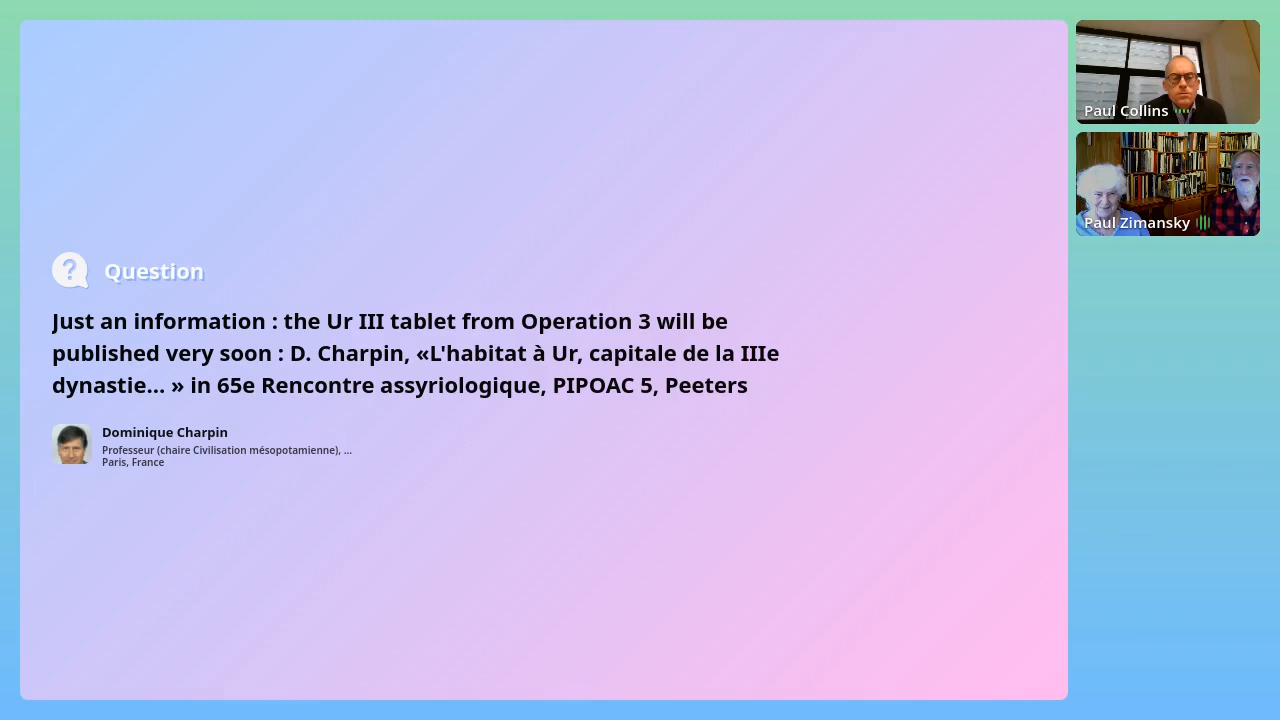 Question
Just an information : the Ur III tablet from Operation 3 will be
published very soon : D. Charpin, «L'habitat à Ur, capitale de la IIIe
dynastie... » in 65e Rencontre assyriologique, PIPOAC 5, Peeters
Dominique Charpin
Professeur (chaire Civilisation mésopotamienne), ...
Paris, France
Paul Collins
Paul Zimansky